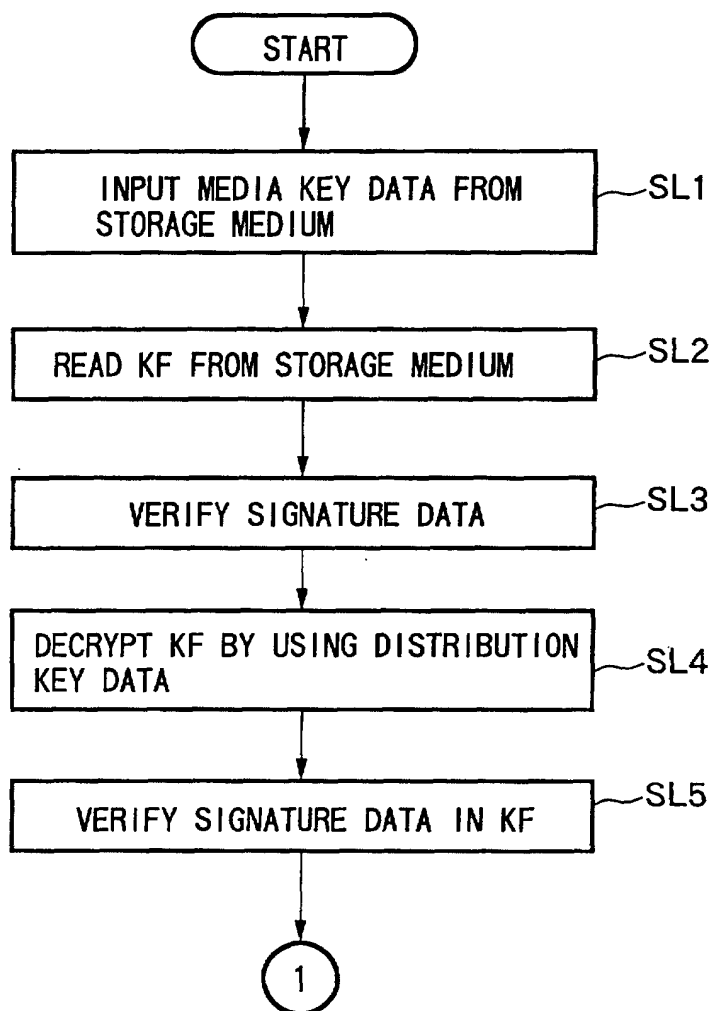 START
INPUT MEDIA KEY DATA FROM
STORAGE MEDIUM
SL1
READ KF FROM STORAGE MEDIUM
SL2
VERIFY SIGNATURE DATA
SL3
DECRYPT KF BY USING DISTRIBUTION
KEY DATA
SL4
VERIFY SIGNATURE DATA IN KF
SL5
1